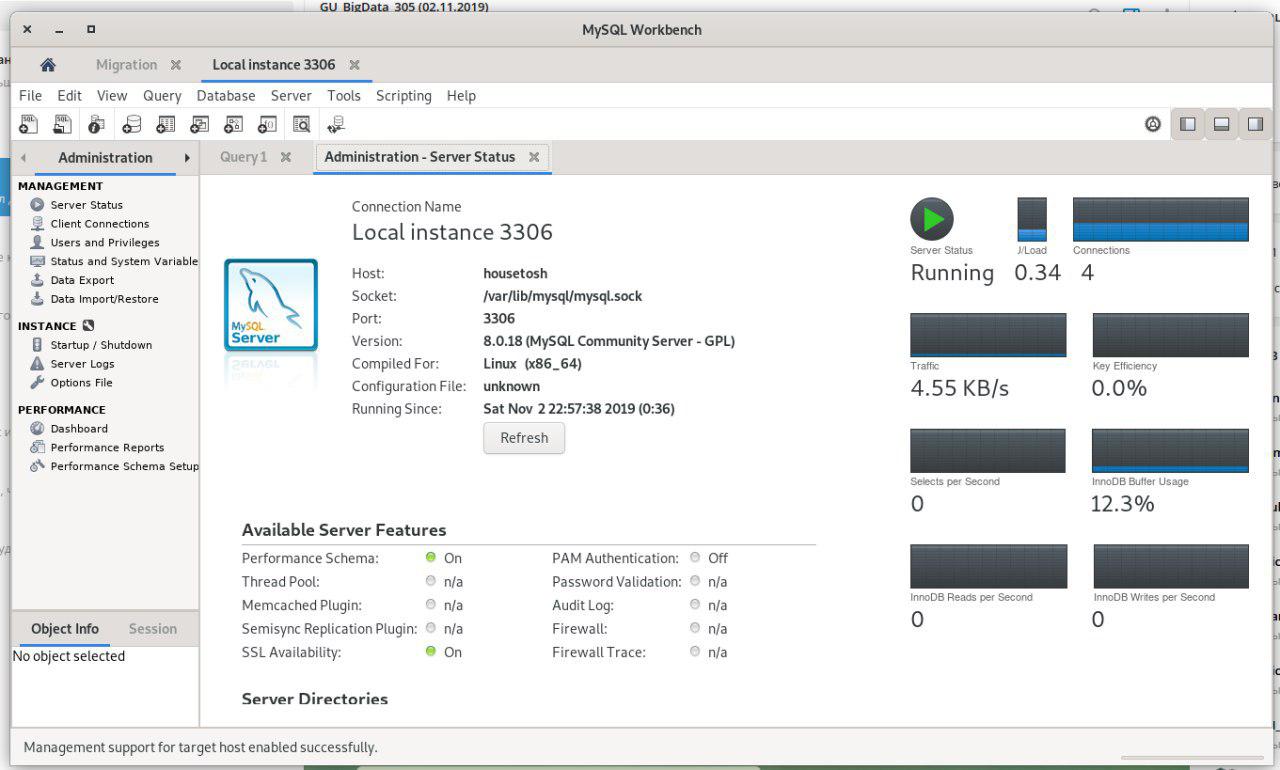 GU_BigData_305 (02.11.2019)
MySQL Workbench
Migration
Local instance 3306
File Edit View Query Database Server Tools Scripting Help
Administration
Query 1
Administration - Server Status
MANAGEMENT
Server Status
Client Connections
Users and Privileges
Status and System Variable
Data Export
Data Import/Restore
INSTANCE
Startup / Shutdown
Server Logs
Options File
PERFORMANCE
Dashboard
Performance Reports
Performance Schema Setup
Object Info
Session
No object selected
Connection Name
Local instance 3306
MySQL
Server
Host: housetosh
Socket: /var/lib/mysql/mysql.sock
Port: 3306
Version: 8.0.18 (MySQL Community Server - GPL)
Compiled For: Linux (x86_64)
Configuration File: unknown
Running Since: Sat Nov 2 22:57:38 2019 (0:36)
Refresh
Available Server Features
Performance Schema: On
Thread Pool: n/a
Memcached Plugin: n/a
Semisync Replication Plugin: n/a
SSL Availability: On
PAM Authentication: Off
Password Validation: n/a
Audit Log: n/a
Firewall: n/a
Firewall Trace: n/a
Server Directories
Server Status
Running
/Load
0.34
Connections
4
Traffic
4.55 KB/s
Key Efficiency
0.0%
Selects per Second
0
InnoDB Buffer Usage
12.3%
InnoDB Reads per Second
0
InnoDB Writes per Second
0
Management support for target host enabled successfully.